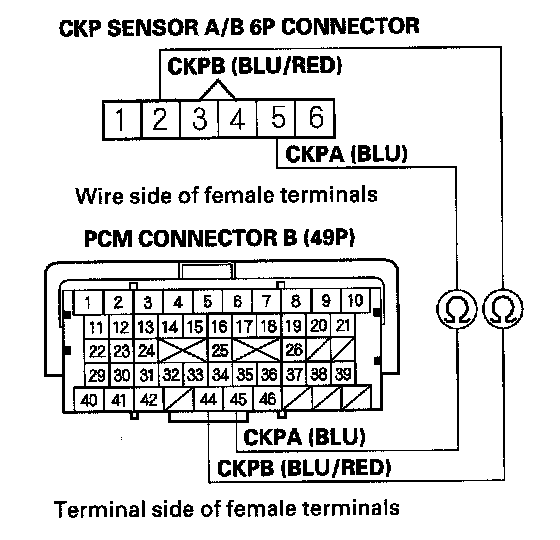 CKP SENSOR A/B 6P CONNECTOR
CKPB (BLU/RED)
1 2 3 4 5 6
CKPA (BLU)
Wire side of female terminals
PCM CONNECTOR B (49P)
1 2 3 4 5 6 7 8 9 10
11 12 13 14 15 16 17 18 19 20 21
22 23 24 25 26
29 30 31 32 33 34 35 36 37 38 39
40 41 42 44 45 46
Ω Ω
CKPA (BLU)
CKPB (BLU/RED)
Terminal side of female terminals